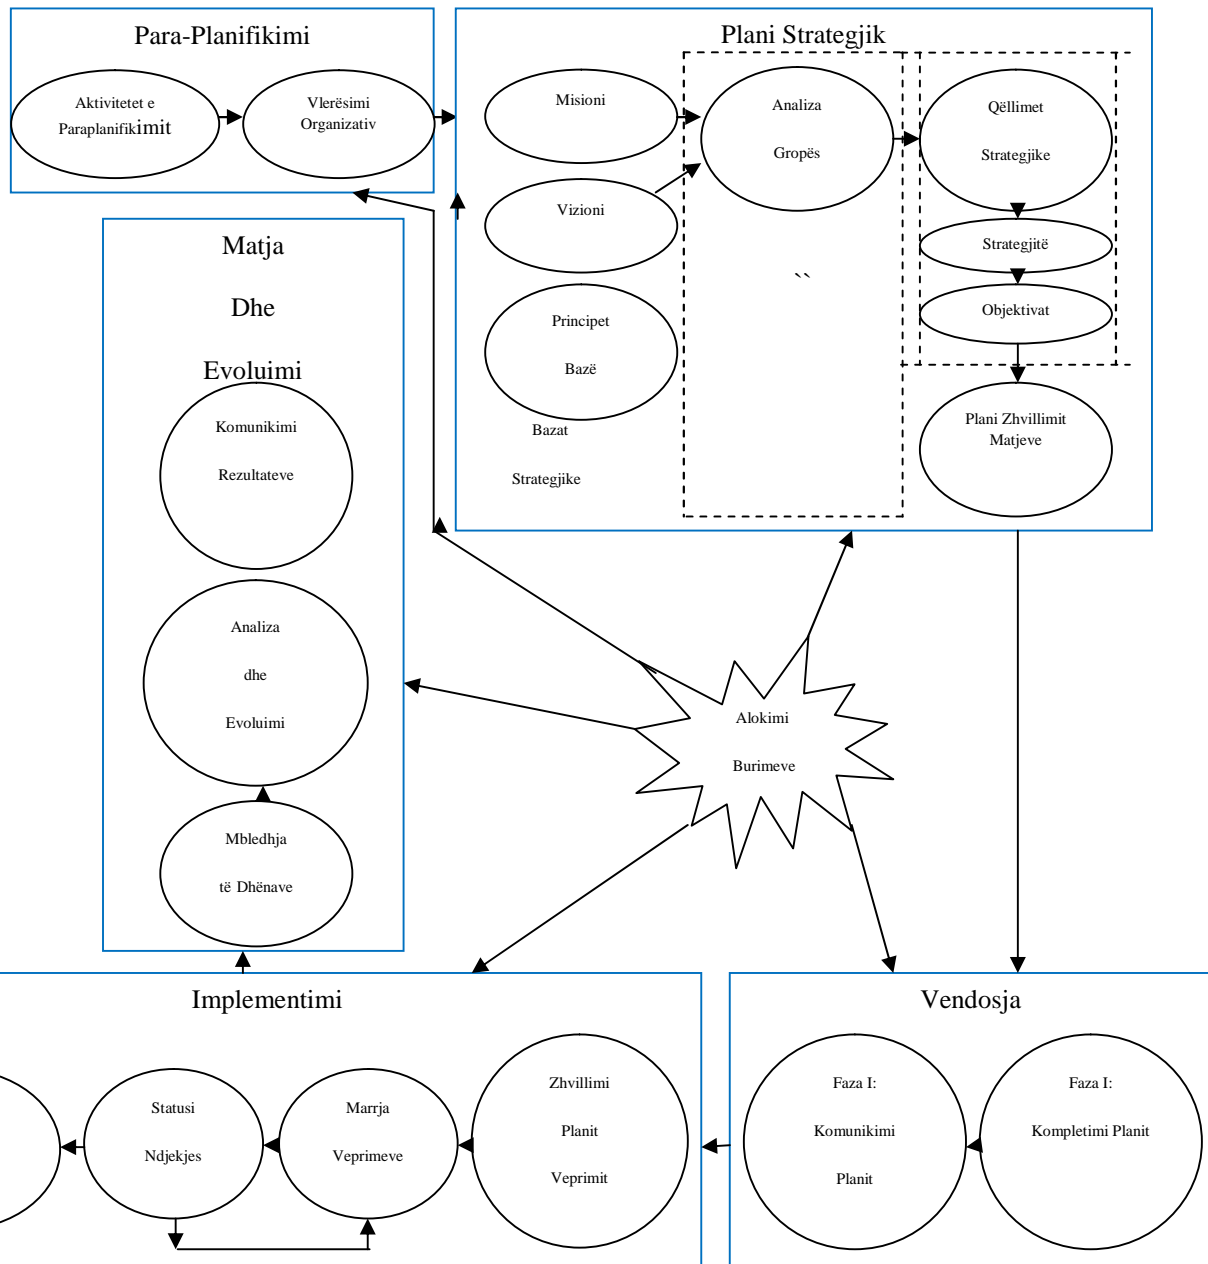 Para-Planifikimi
Aktivitetet e
Paraplanifikimit
Vlerësimi
Organizativ
Plani Strategjik
Misioni
Vizioni
Principet
Bazë
Bazat
Strategjike
Analiza
Gropës
``
Qëllimet
Strategjike
Strategjitë
Objektivat
Plani Zhvillimit
Matjeve
Matja
Dhe
Evoluimi
Komunikimi
Rezultateve
Analiza
dhe
Evoluimi
Mbledhja
të Dhënave
Alokimi
Burimeve
Implementimi
Statusi
Ndjekjes
Marrja
Veprimeve
Zhvillimi
Planit
Veprimit
Vendosja
Faza I:
Komunikimi
Planit
Faza I:
Kompletimi Planit